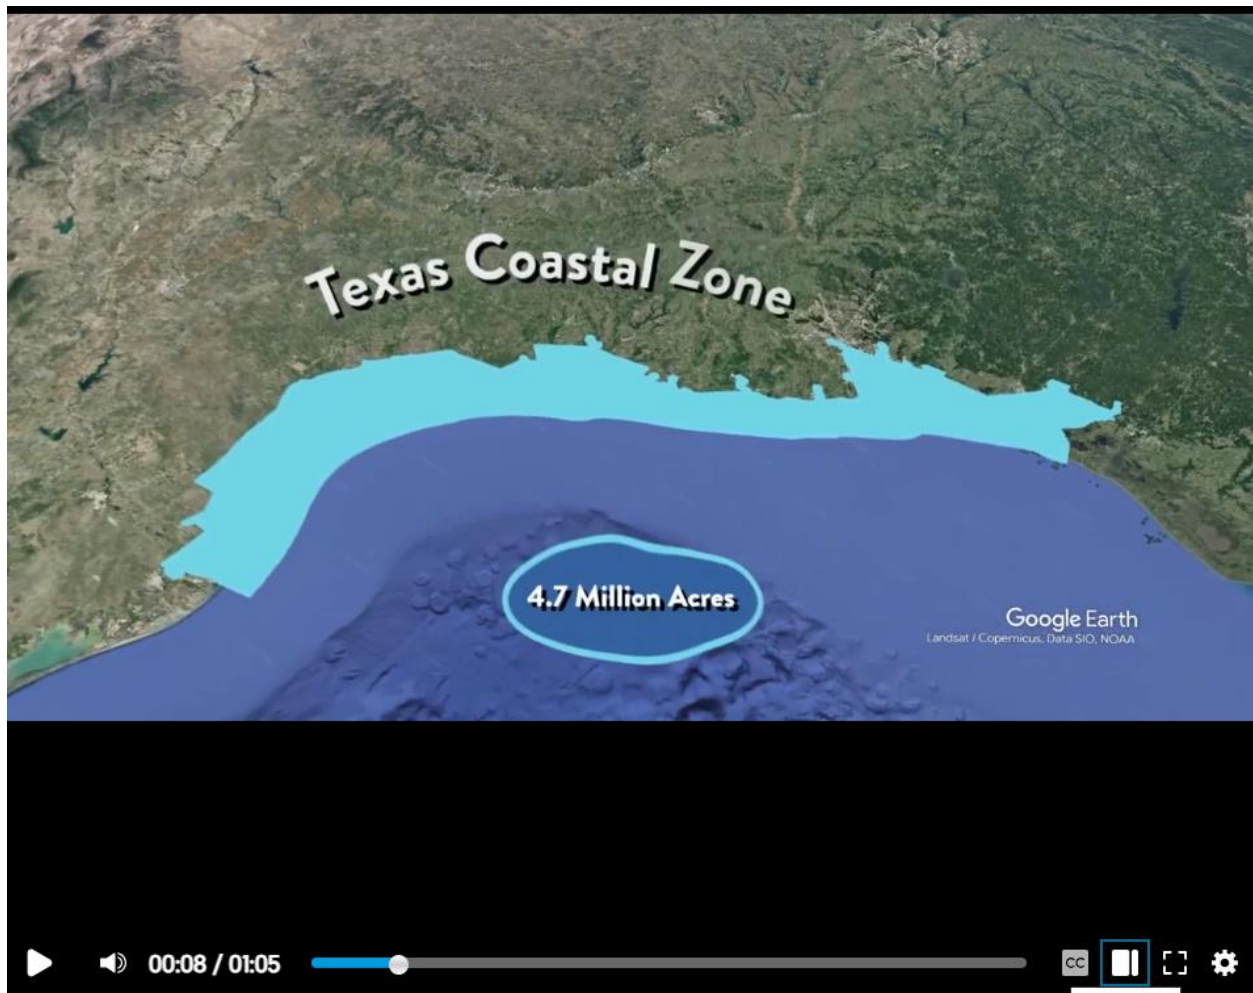 Texas Coastal Zone
4.7 Million Acres
Google Earth
Landsat / Copernicus, Data SIO, NOAA
00:08 / 01:05
CC